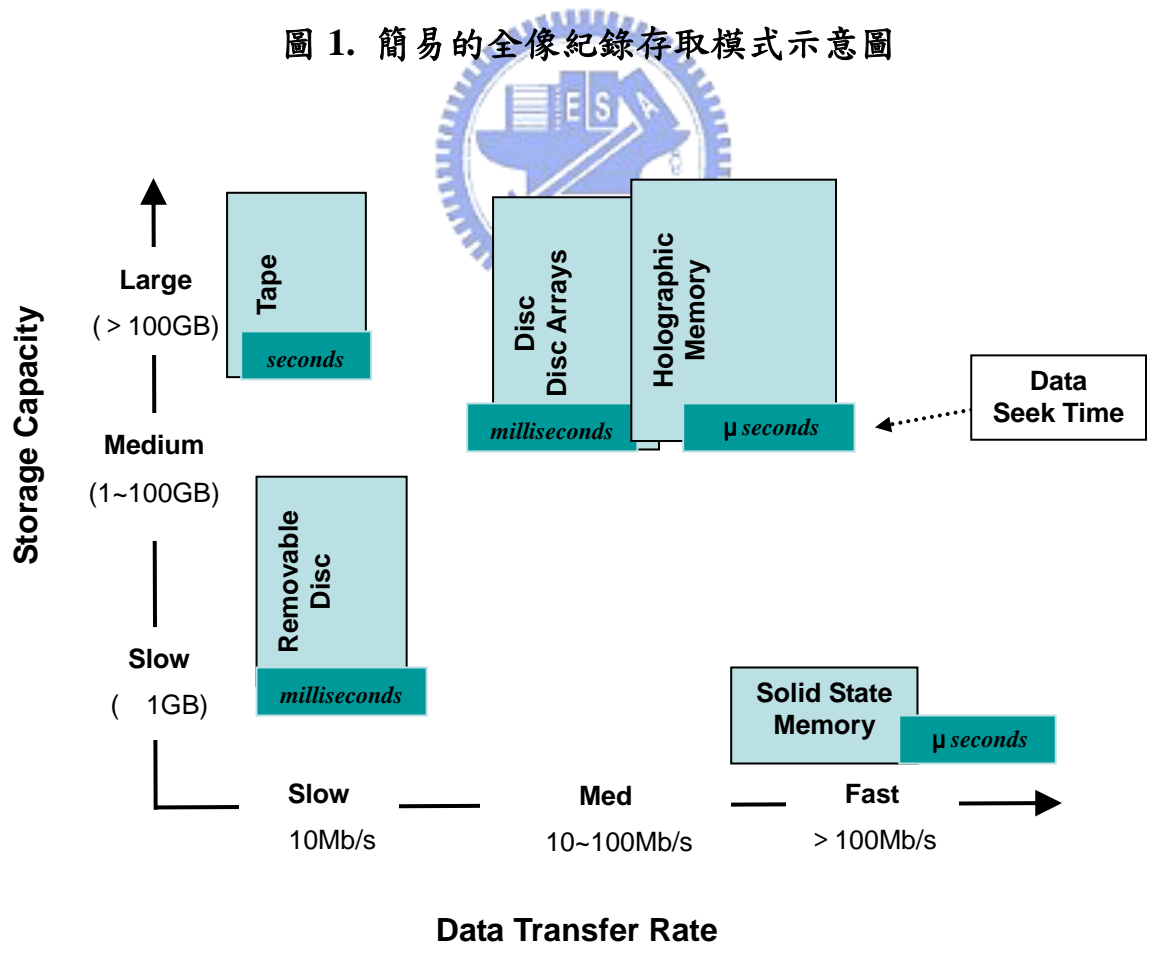 圖 1. 簡易的全像紀錄存取模式示意圖
E S A
Storage Capacity
Large
( > 100GB)
Medium
(1~100GB)
Slow
( 1GB)
Tape
seconds
Disc
Disc Arrays
milliseconds
Holographic
Memory
μ seconds
Data
Seek Time
Removable
Disc
milliseconds
Solid State
Memory
μ seconds
Slow
10Mb/s
Med
10~100Mb/s
Fast
> 100Mb/s
Data Transfer Rate